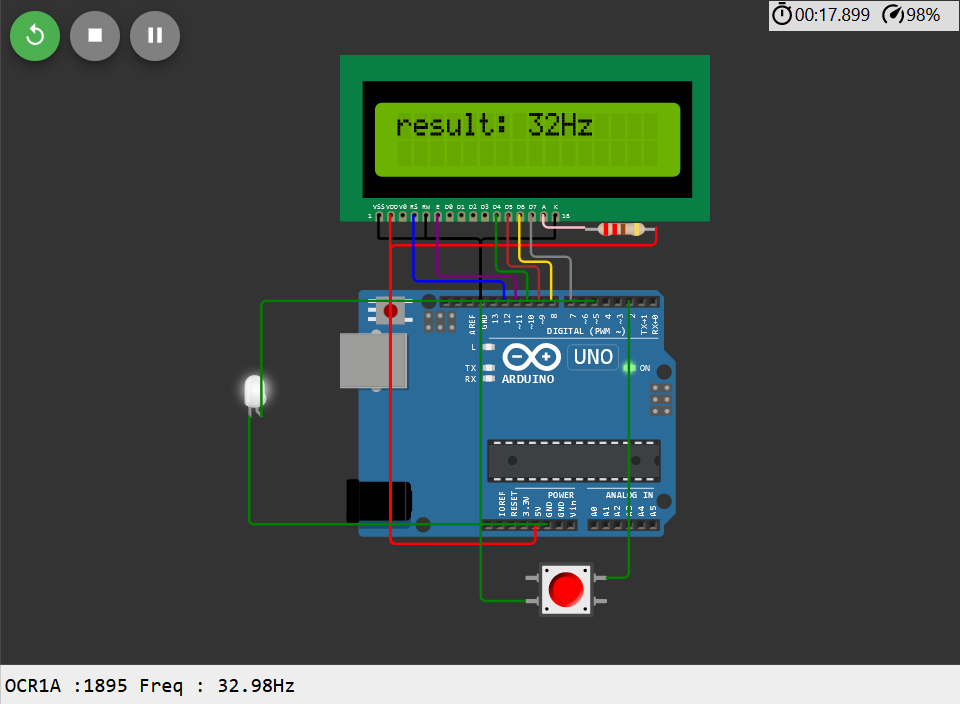 00:17.899 98%
result: 32Hz
VSS VDD V0 RS RW E D0 D1 D2 D3 D4 D5 D6 D7 A K
1 16
AREF GND 13 12 ~11 ~10 ~9 8 7 ~6 ~5 4 ~3 2 TX→1 RX←0
DIGITAL (PWM ~)
L
TX
RX
UNO
ON
ARDUINO
POWER ANALOG IN
IOREF RESET 3.3V 5V GND GND Vin A0 A1 A2 A3 A4 A5
OCR1A :1895 Freq : 32.98Hz